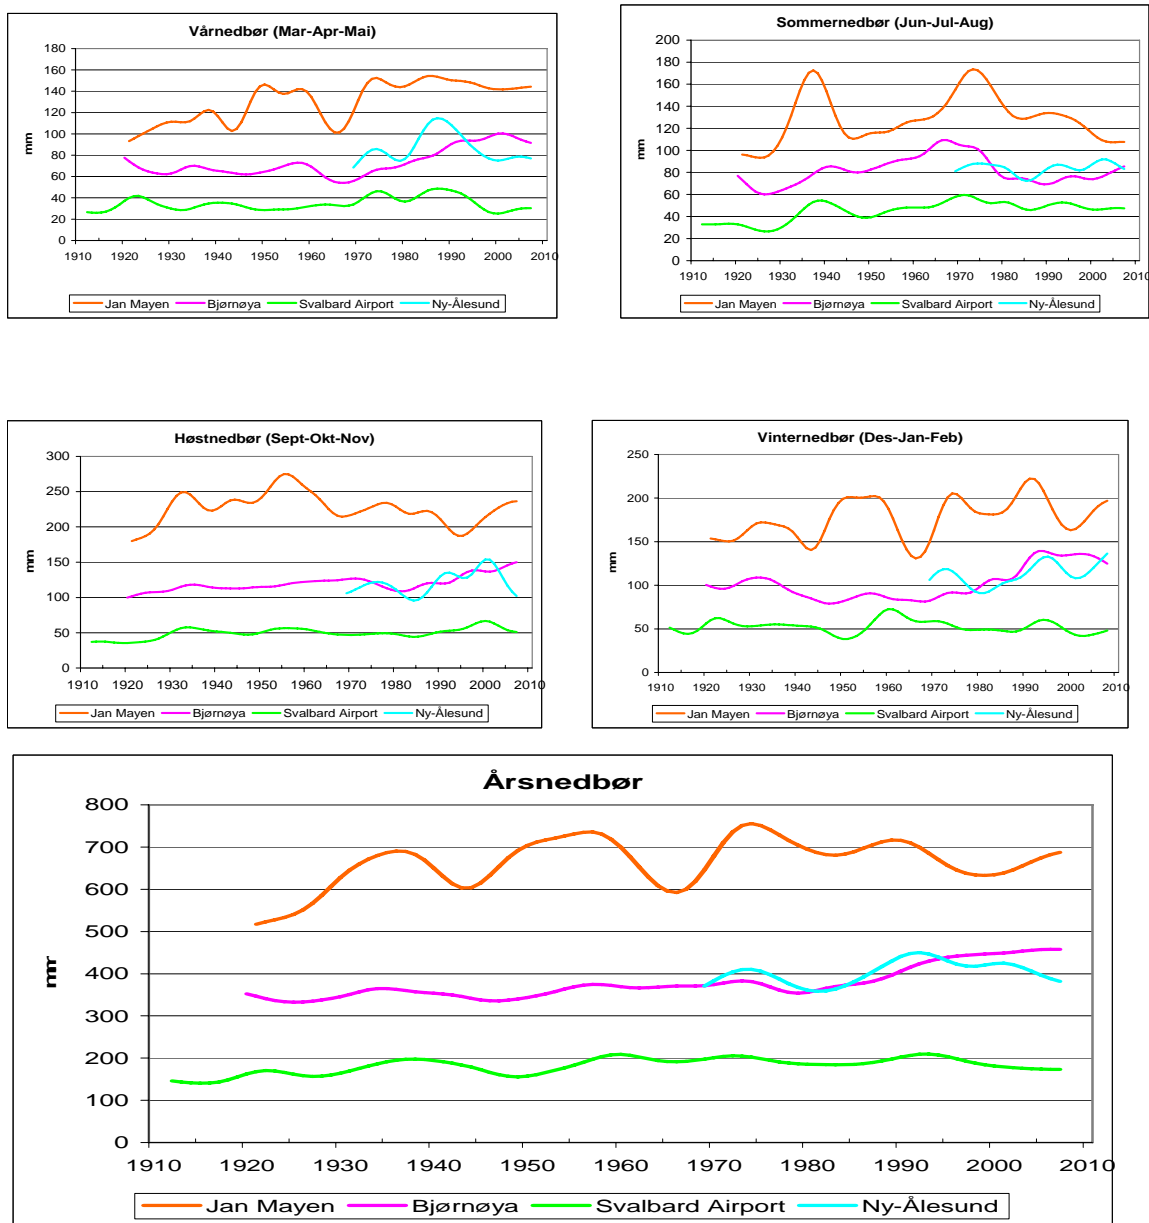 Vårnedbør (Mar-Apr-Mai)
180
160
140
120
100
80
60
40
20
0
mm
1910 1920 1930 1940 1950 1960 1970 1980 1990 2000 2010
Jan Mayen Bjørnøya Svalbard Airport Ny-Ålesund
Sommernedbør (Jun-Jul-Aug)
200
180
160
140
120
100
80
60
40
20
0
mm
1910 1920 1930 1940 1950 1960 1970 1980 1990 2000 2010
Jan Mayen Bjørnøya Svalbard Airport Ny-Ålesund
Høstnedbør (Sept-Okt-Nov)
300
250
200
150
100
50
0
mm
1910 1920 1930 1940 1950 1960 1970 1980 1990 2000 2010
Jan Mayen Bjørnøya Svalbard Airport Ny-Ålesund
Vinternedbør (Des-Jan-Feb)
250
200
150
100
50
0
mm
1910 1920 1930 1940 1950 1960 1970 1980 1990 2000 2010
Jan Mayen Bjørnøya Svalbard Airport Ny-Ålesund
Årsnedbør
800
700
600
500
400
300
200
100
0
mm
1910 1920 1930 1940 1950 1960 1970 1980 1990 2000 2010
Jan Mayen Bjørnøya Svalbard Airport Ny-Ålesund